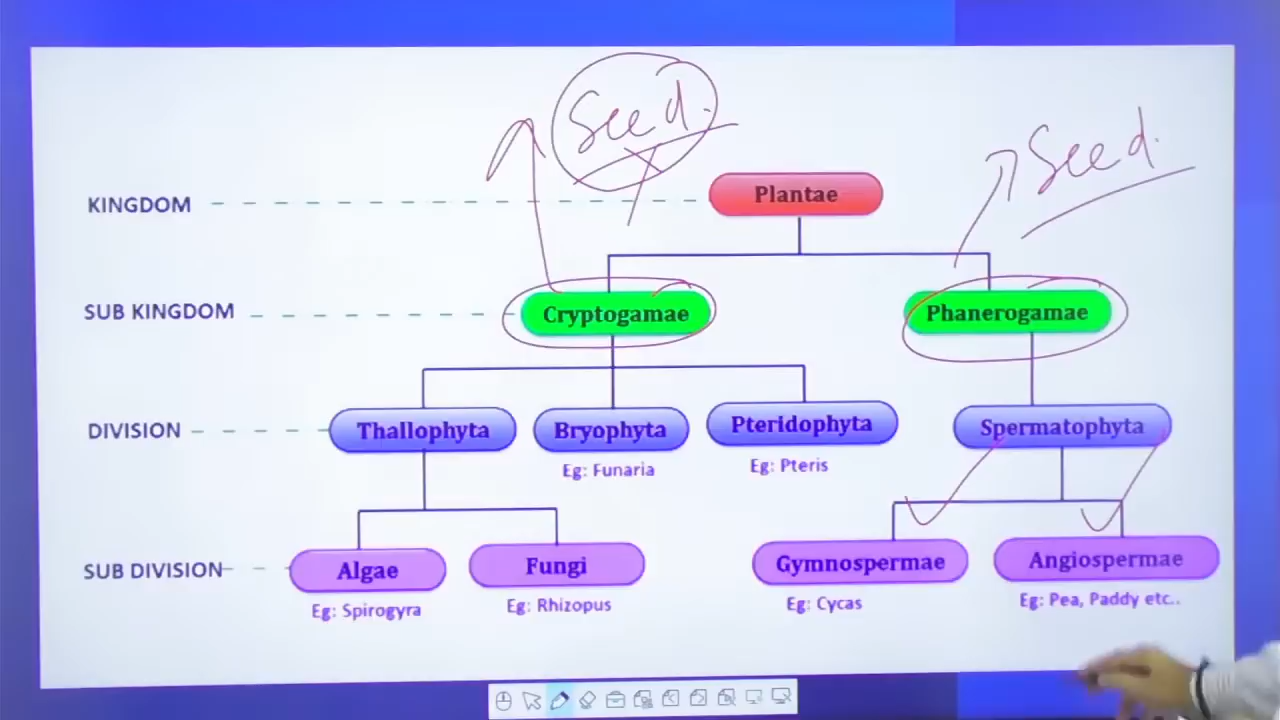 Seed.
Seed.
KINGDOM
Plantae
SUB KINGDOM
Cryptogamae
Phanerogamae
DIVISION
Thallophyta
Bryophyta
Pteridophyta
Spermatophyta
Eg: Funaria
Eg: Pteris
SUB DIVISION
Algae
Fungi
Gymnospermae
Angiospermae
Eg: Spirogyra
Eg: Rhizopus
Eg: Cycas
Eg: Pea, Paddy etc..